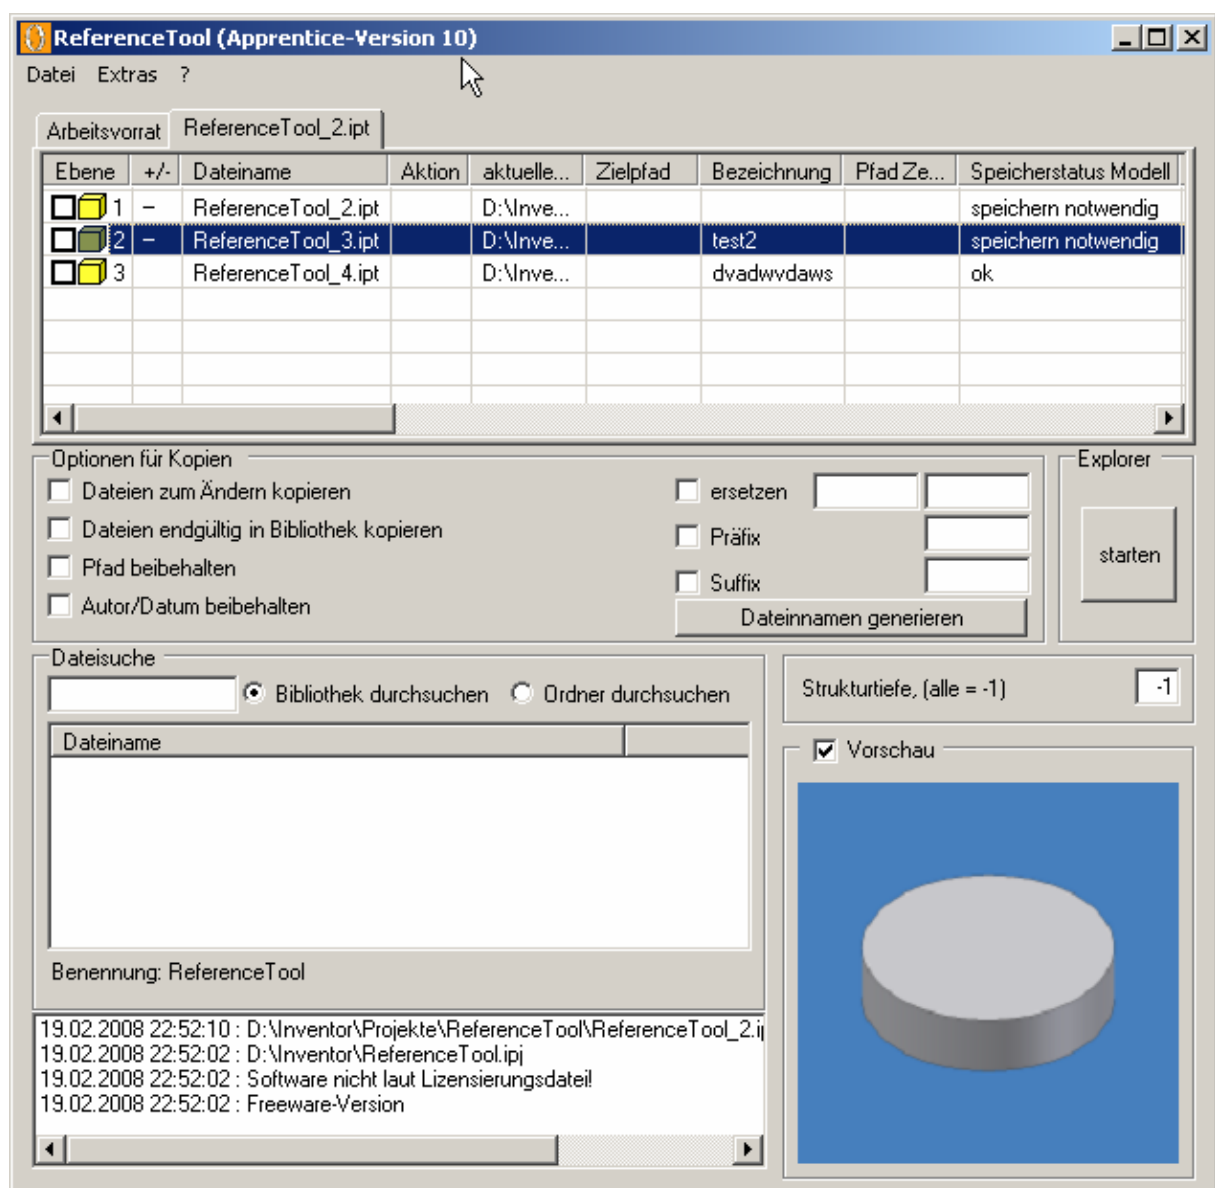 ReferenceTool (Apprentice-Version 10)
Datei Extras ?
Arbeitsvorrat ReferenceTool_2.ipt
Ebene +/- Dateiname Aktion aktuelle... Zielpfad Bezeichnung Pfad Ze... Speicherstatus Modell
1 – ReferenceTool_2.ipt D:\Inve... speichern notwendig
2 – ReferenceTool_3.ipt D:\Inve... test2 speichern notwendig
3 ReferenceTool_4.ipt D:\Inve... dvadwvdaws ok
Optionen für Kopien Explorer
Dateien zum Ändern kopieren ersetzen
Dateien endgültig in Bibliothek kopieren Präfix
starten
Pfad beibehalten Suffix
Autor/Datum beibehalten
Dateinnamen generieren
Dateisuche
Bibliothek durchsuchen Ordner durchsuchen Strukturtiefe, (alle = -1) -1
Dateiname
Vorschau
Benennung: ReferenceTool
19.02.2008 22:52:10 : D:\Inventor\Projekte\ReferenceTool\ReferenceTool_2.ip
19.02.2008 22:52:02 : D:\Inventor\ReferenceTool.ipj
19.02.2008 22:52:02 : Software nicht laut Lizensierungsdatei!
19.02.2008 22:52:02 : Freeware-Version